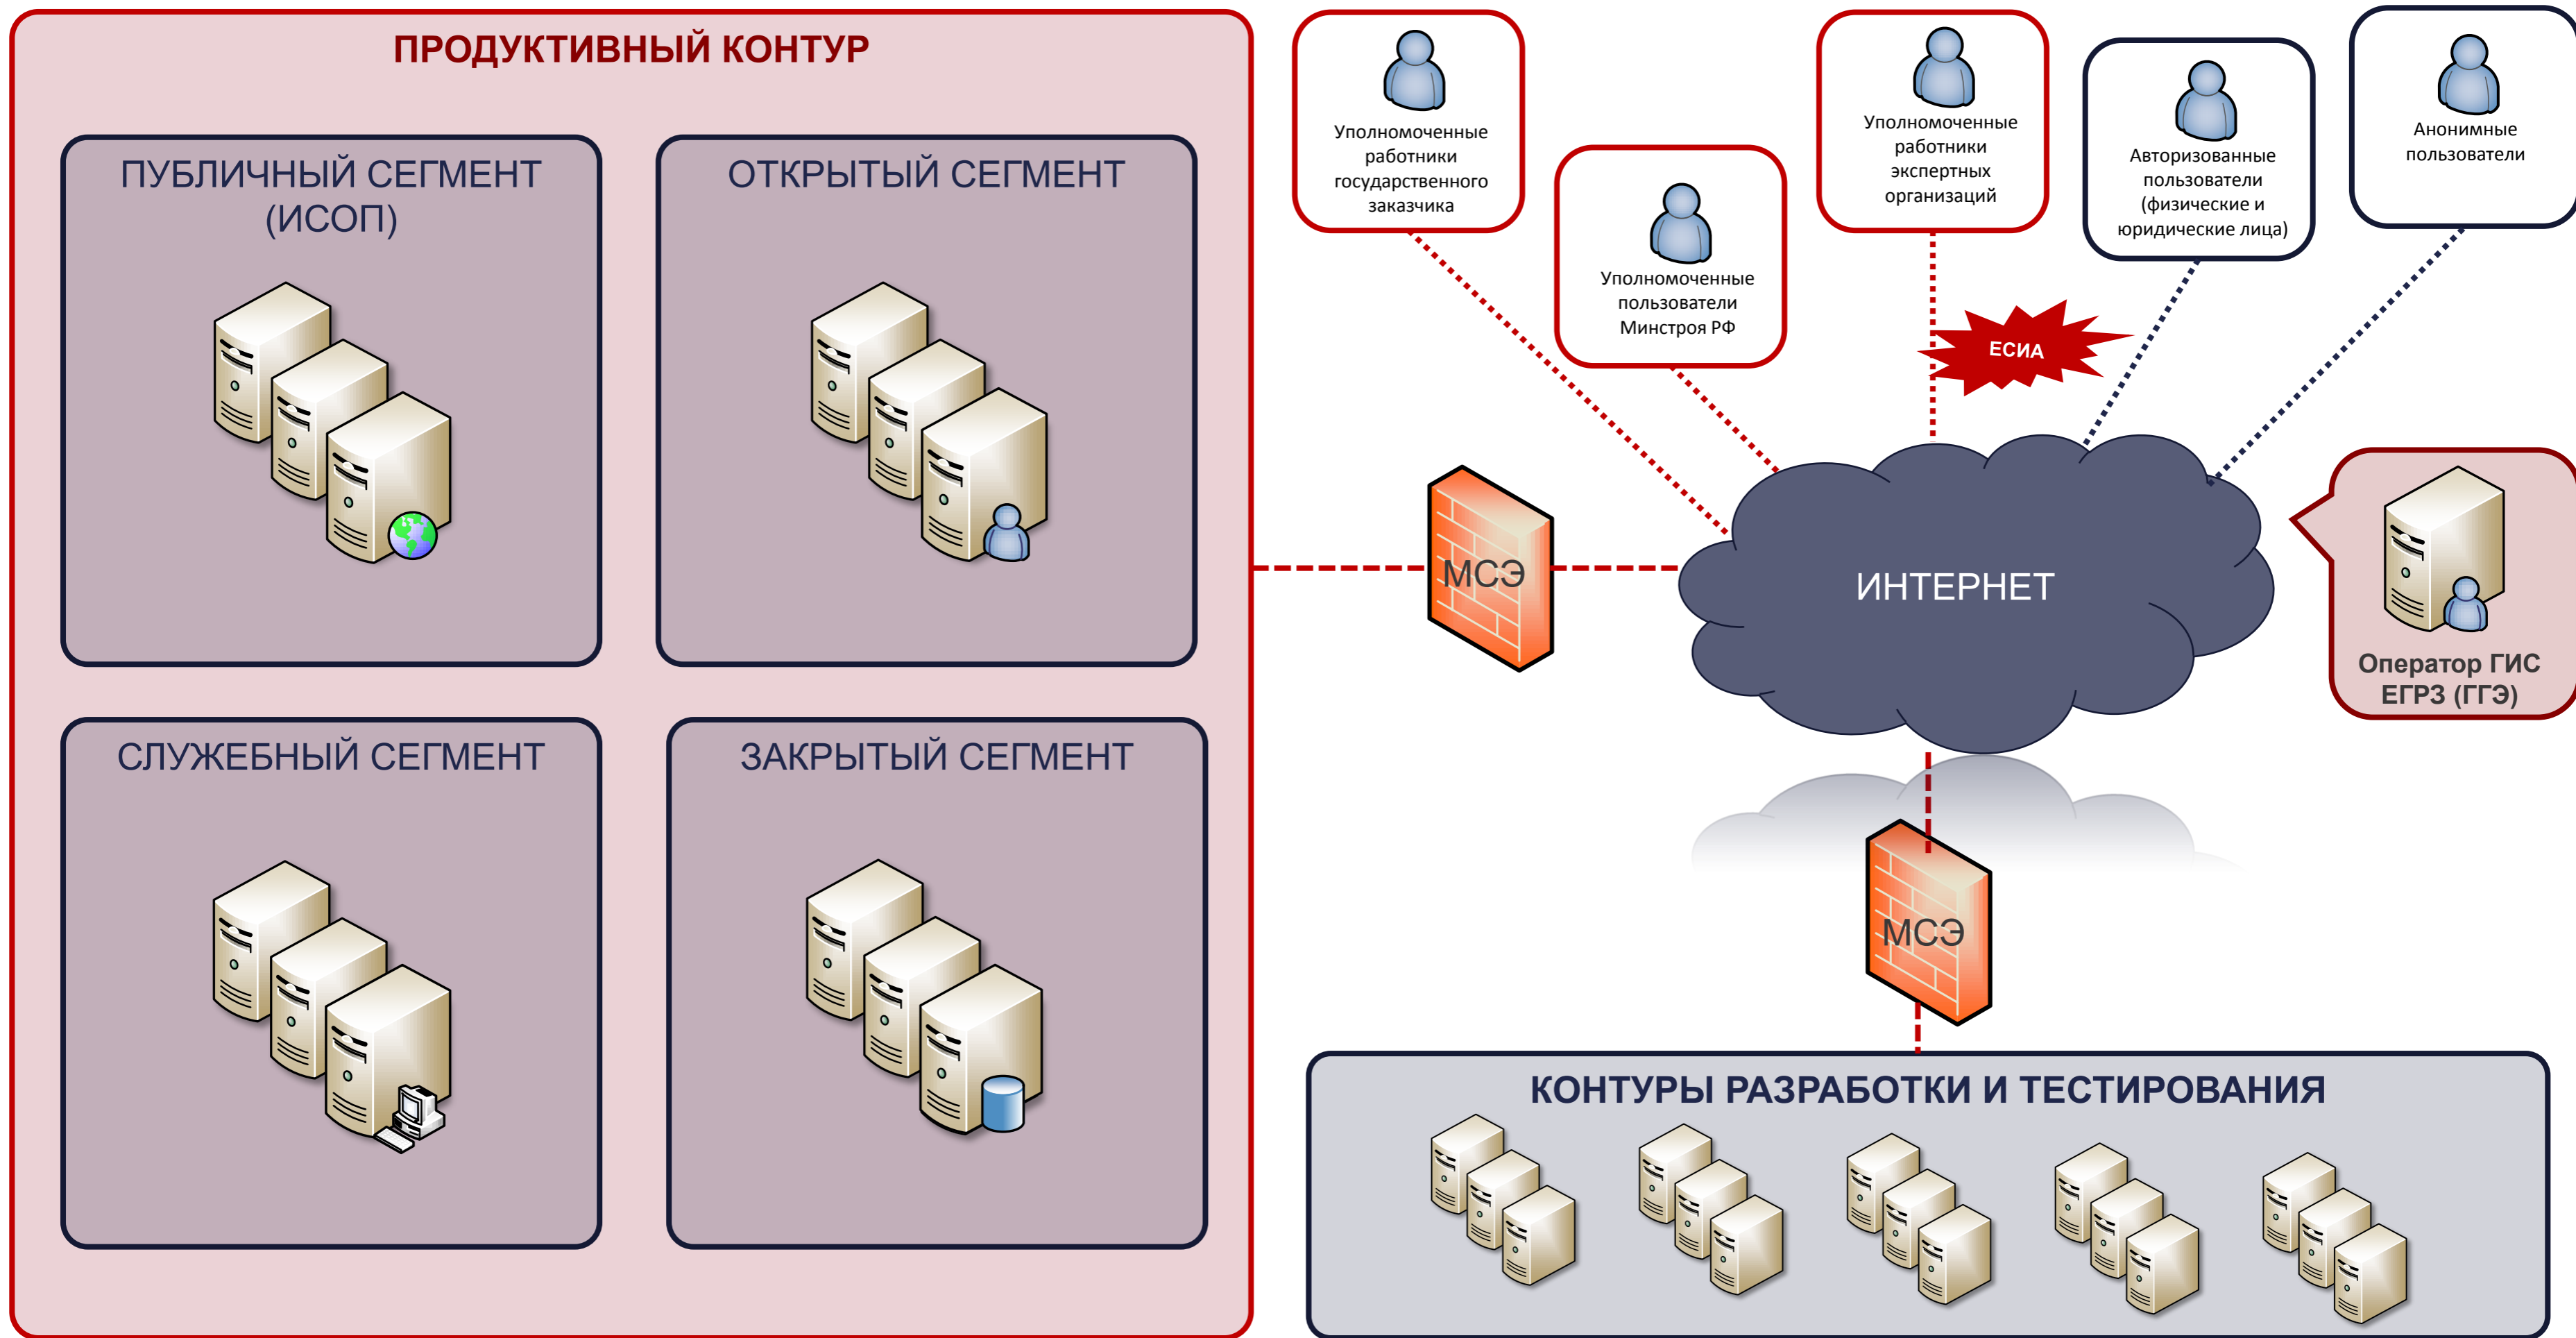 ПРОДУКТИВНЫЙ КОНТУР
ПУБЛИЧНЫЙ СЕГМЕНТ
(ИСОП)
ОТКРЫТЫЙ СЕГМЕНТ
СЛУЖЕБНЫЙ СЕГМЕНТ
ЗАКРЫТЫЙ СЕГМЕНТ
Уполномоченные
работники
государственного
заказчика
Уполномоченные
пользователи
Минстроя РФ
Уполномоченные
работники
экспертных
организаций
Авторизованные
пользователи
(физические и
юридические лица)
Анонимные
пользователи
ЕСИА
МСЭ
ИНТЕРНЕТ
Оператор ГИС
ЕГРЗ (ГГЭ)
МСЭ
КОНТУРЫ РАЗРАБОТКИ И ТЕСТИРОВАНИЯ